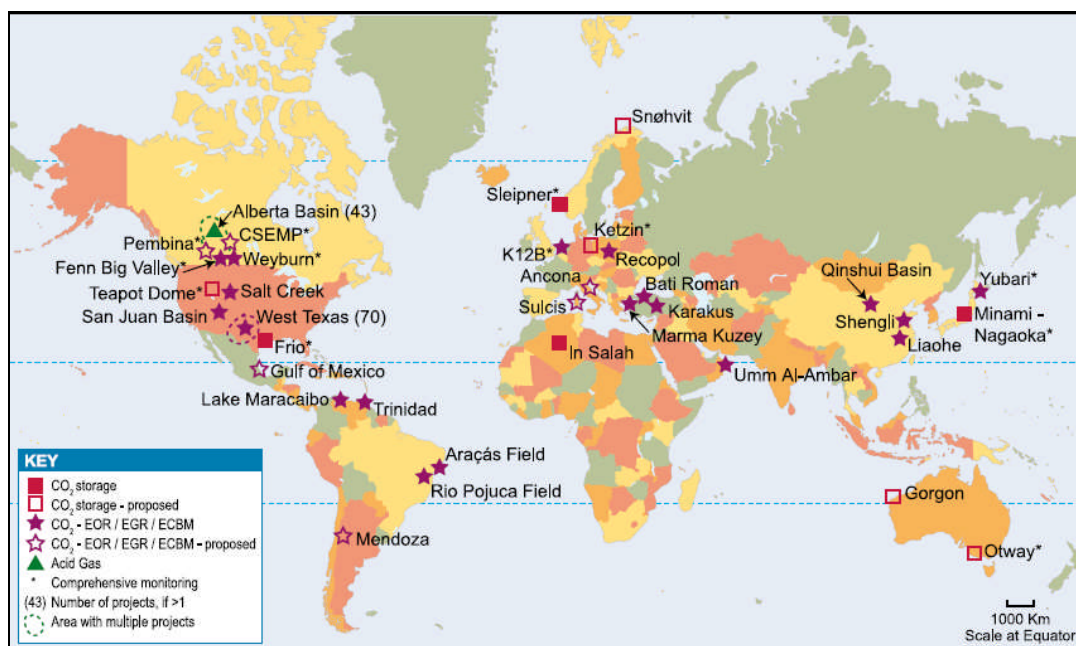 Snøhvit
Sleipner*
Alberta Basin (43)
CSEMP*
Pembina*
Fenn Big Valley*
Weyburn*
Teapot Dome*
Salt Creek
San Juan Basin
West Texas (70)
Frio*
Gulf of Mexico
Lake Maracaibo
Trinidad
Araçás Field
Rio Pojuca Field
Mendoza
Ketzin*
K12B*
Recopol
Ancona
Bati Roman
Sulcis
Karakus
Marma Kuzey
In Salah
Umm Al-Ambar
Qinshui Basin
Yubari*
Shengli
Minami -
Nagaoka*
Liaohe
Gorgon
Otway*
KEY
CO2 storage
CO2 storage - proposed
CO2 - EOR / EGR / ECBM
CO2 - EOR / EGR / ECBM – proposed
Acid Gas
* Comprehensive monitoring
(43) Number of projects, if >1
Area with multiple projects
1000 Km
Scale at Equator